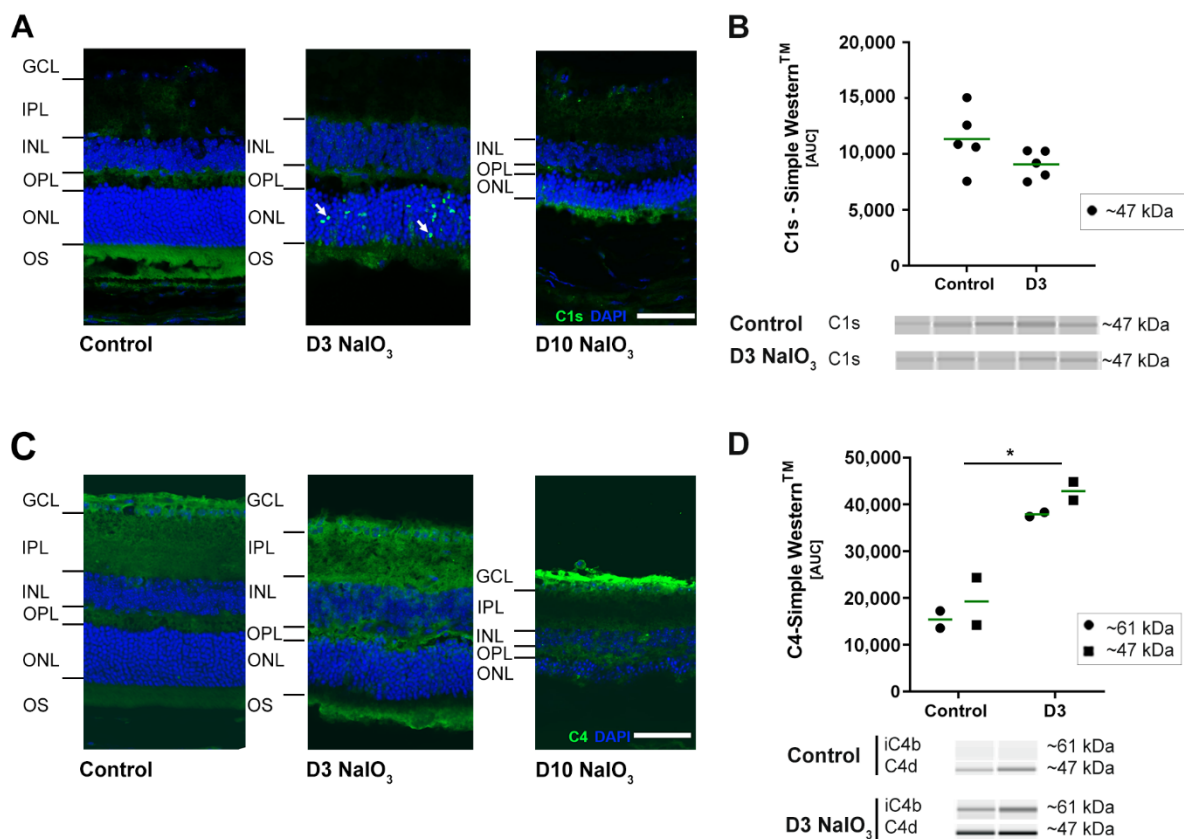 A
GCL
IPL
INL
OPL
ONL
OS
Control
INL
OPL
ONL
OS
D3 NaIO3
INL
OPL
ONL
C1s DAPI
D10 NaIO3
B
C1s - Simple Western™
[AUC]
20,000
15,000
10,000
5,000
0
Control D3
~47 kDa
Control C1s ~47 kDa
D3 NaIO3 C1s ~47 kDa
C
GCL
IPL
INL
OPL
ONL
OS
Control
GCL
IPL
INL
OPL
ONL
OS
D3 NaIO3
GCL
IPL
INL
OPL
ONL
C4 DAPI
D10 NaIO3
D
C4-Simple Western™
[AUC]
50,000
40,000
30,000
20,000
10,000
0
*
Control D3
~61 kDa
~47 kDa
Control
iC4b ~61 kDa
C4d ~47 kDa
D3 NaIO3
iC4b ~61 kDa
C4d ~47 kDa